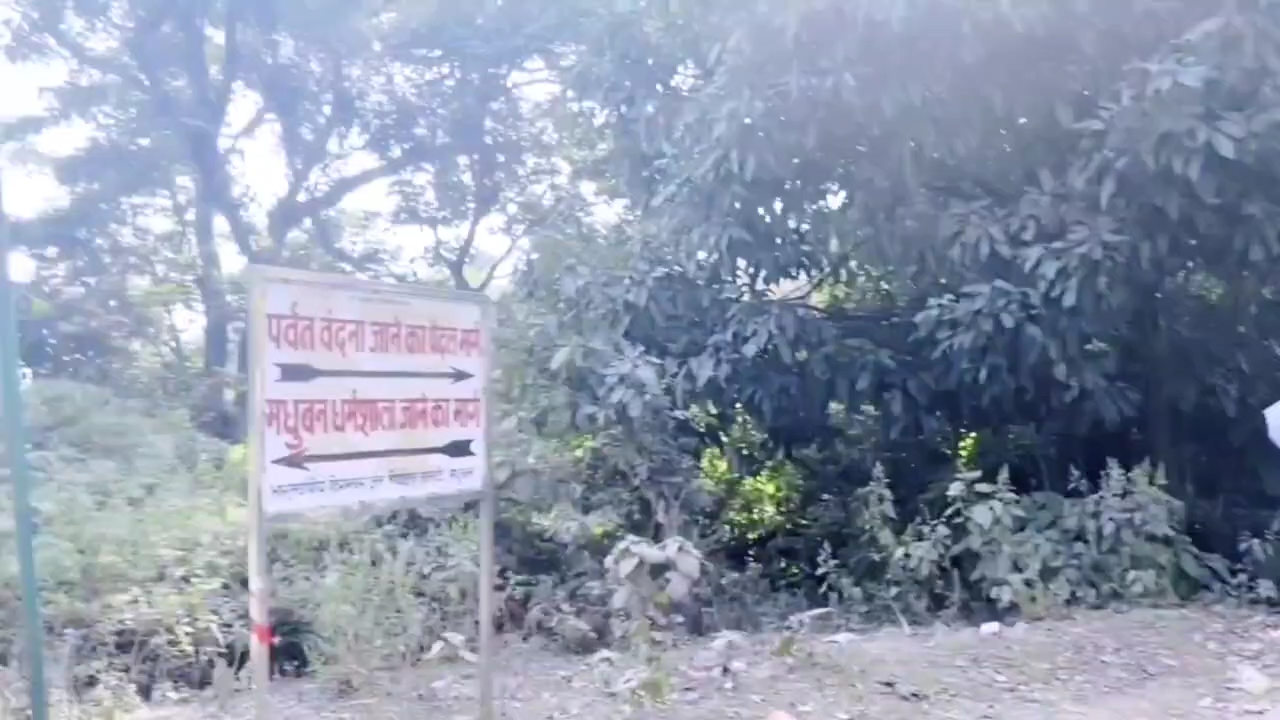 पर्वत वंदना जाने का पैदल मार्ग
मधुबन धर्मशाला जाने का मार्ग